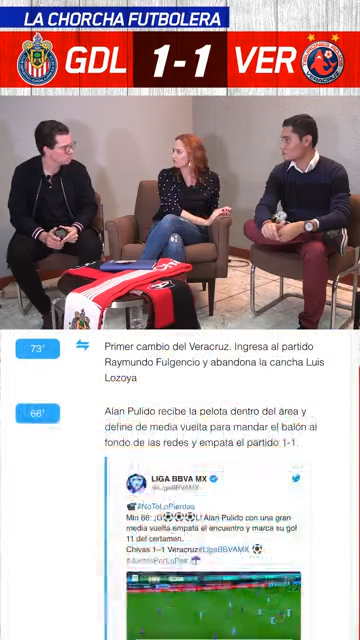 LA CHORCHA FUTBOLERA
GDL 1-1 VER
VERACRUZ
73'
Primer cambio del Veracruz. Ingresa al partido
Raymundo Fulgencio y abandona la cancha Luis
Lozoya
66'
Alan Pulido recibe la pelota dentro del área y
define de media vuelta para mandar el balón al
fondo de las redes y empata el partido 1-1.
LIGA BBVA MX
@LigaBBVAMX
#NoTeLoPierdas
Min 66: ¡G⚽⚽⚽L! Alan Pulido con una gran
media vuelta empata el encuentro y marca su gol
11 del certamen.
Chivas 1-1 Veracruz#LigaBBVAMX ⚽